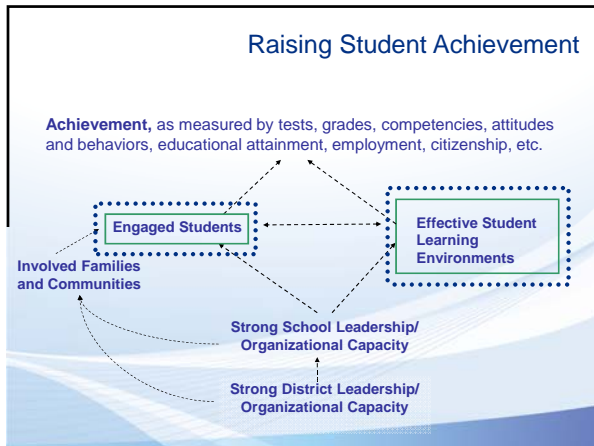 Raising Student Achievement
Achievement, as measured by tests, grades, competencies, attitudes
and behaviors, educational attainment, employment, citizenship, etc.
Engaged Students
Effective Student
Learning
Environments
Involved Families
and Communities
Strong School Leadership/
Organizational Capacity
Strong District Leadership/
Organizational Capacity